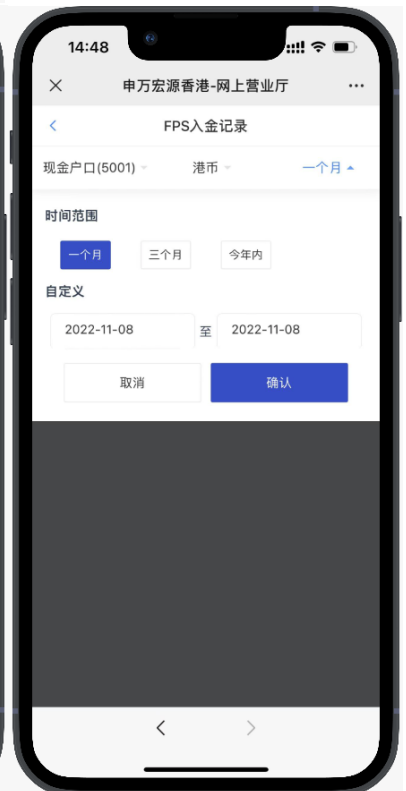 14:48
申万宏源香港-网上营业厅
FPS入金记录
现金户口(5001) 港币 一个月
时间范围
一个月 三个月 今年内
自定义
2022-11-08 至 2022-11-08
取消 确认